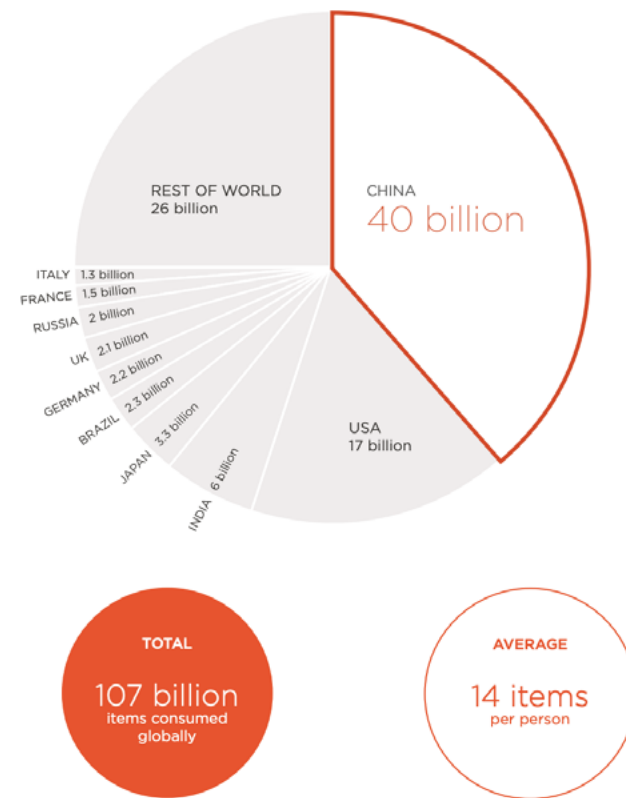 REST OF WORLD
26 billion
CHINA
40 billion
ITALY 1.3 billion
FRANCE 1.5 billion
RUSSIA 2 billion
UK 2.1 billion
GERMANY 2.2 billion
BRAZIL 2.3 billion
JAPAN 3.3 billion
INDIA 6 billion
USA
17 billion
TOTAL
107 billion
items consumed
globally
AVERAGE
14 items
per person